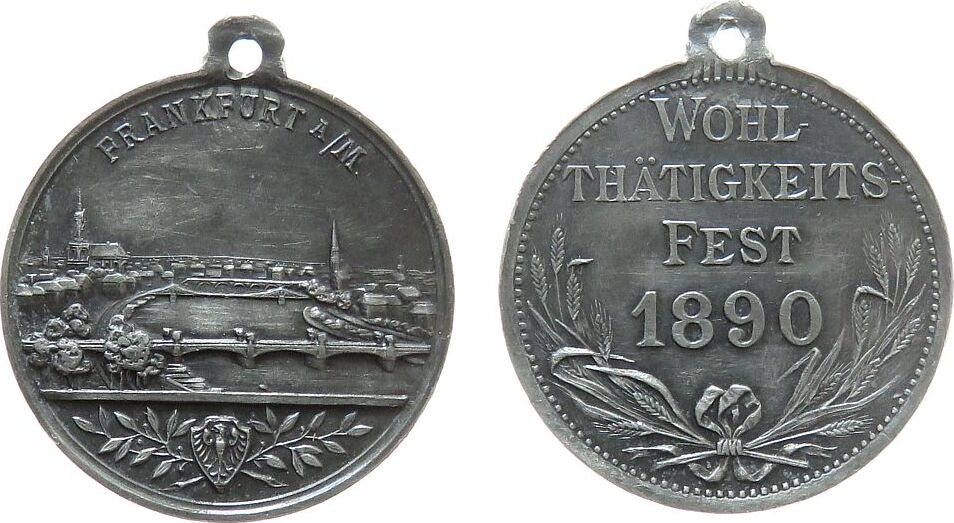 FRANKFURT A/M.
WOHL-
THÄTIGKEITS-
FEST
1890